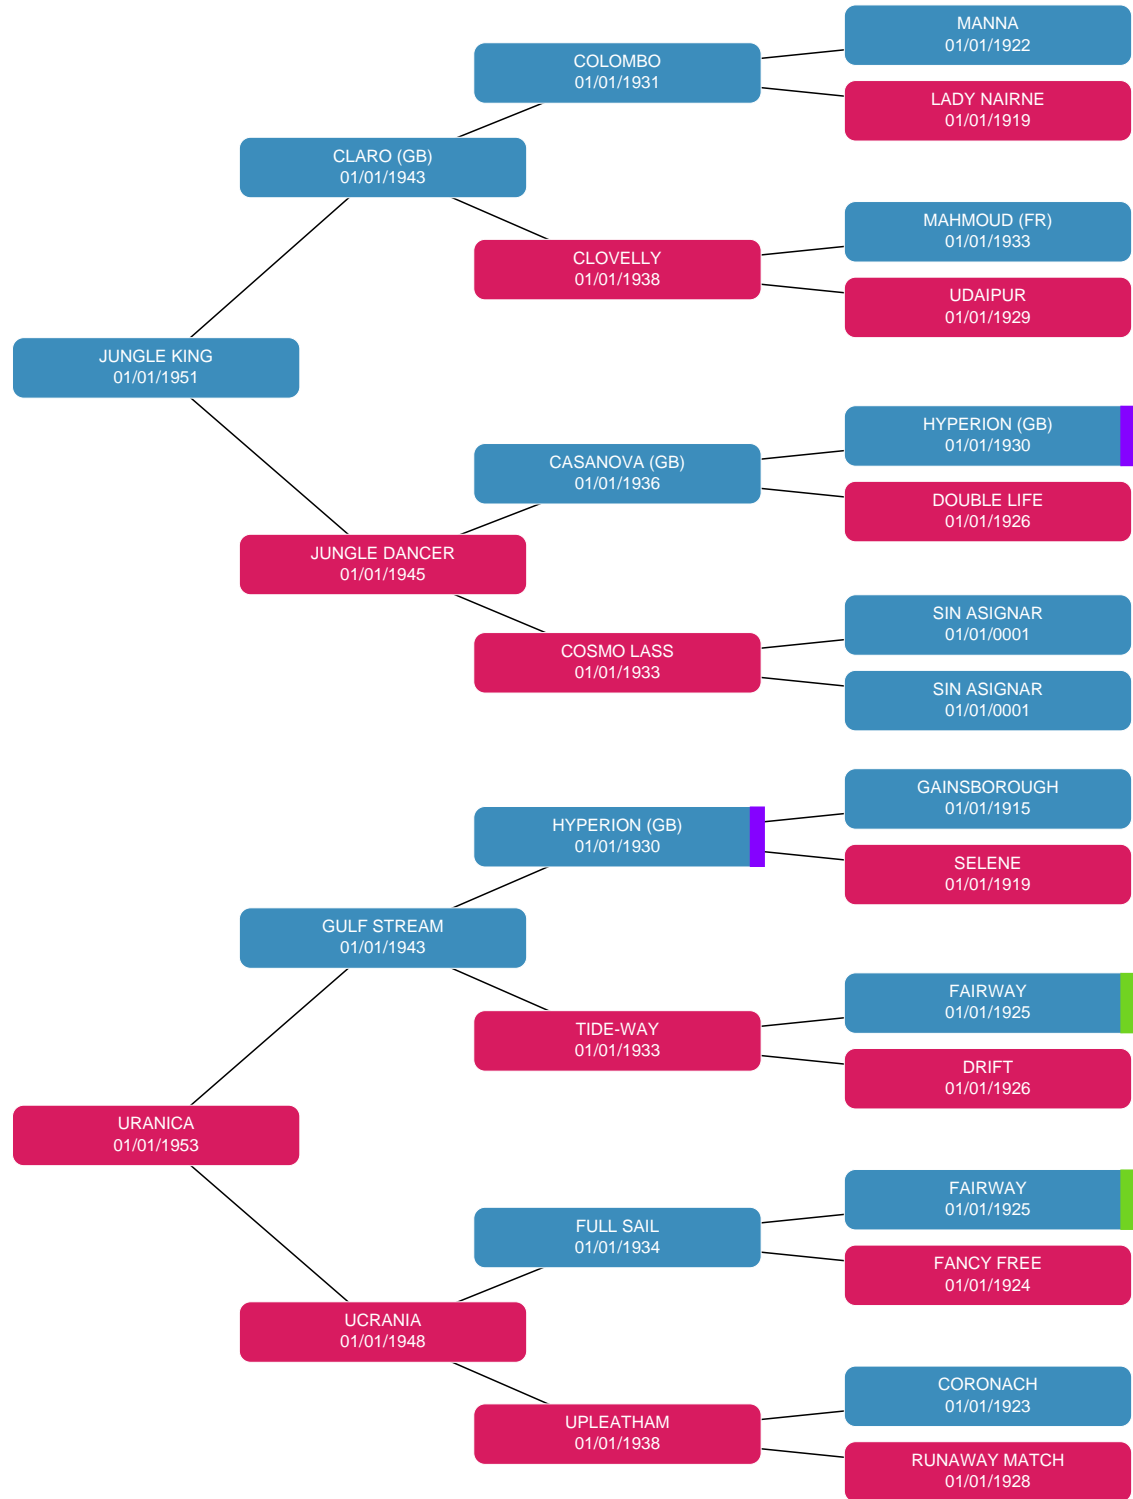 MANNA
01/01/1922
COLOMBO
01/01/1931
LADY NAIRNE
01/01/1919
CLARO (GB)
01/01/1943
MAHMOUD (FR)
01/01/1933
CLOVELLY
01/01/1938
UDAIPUR
01/01/1929
JUNGLE KING
01/01/1951
HYPERION (GB)
01/01/1930
CASANOVA (GB)
01/01/1936
DOUBLE LIFE
01/01/1926
JUNGLE DANCER
01/01/1945
SIN ASIGNAR
01/01/0001
COSMO LASS
01/01/1933
SIN ASIGNAR
01/01/0001
GAINSBOROUGH
01/01/1915
HYPERION (GB)
01/01/1930
SELENE
01/01/1919
GULF STREAM
01/01/1943
FAIRWAY
01/01/1925
TIDE-WAY
01/01/1933
DRIFT
01/01/1926
URANICA
01/01/1953
FAIRWAY
01/01/1925
FULL SAIL
01/01/1934
FANCY FREE
01/01/1924
UCRANIA
01/01/1948
CORONACH
01/01/1923
UPLEATHAM
01/01/1938
RUNAWAY MATCH
01/01/1928